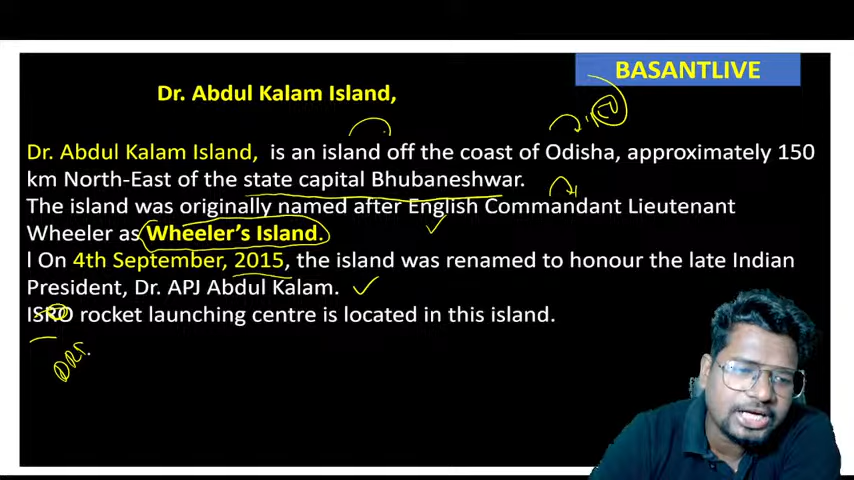 BASANTLIVE
Dr. Abdul Kalam Island,
Dr. Abdul Kalam Island, is an island off the coast of Odisha, approximately 150
km North-East of the state capital Bhubaneshwar.
The island was originally named after English Commandant Lieutenant
Wheeler as Wheeler's Island.
l On 4th September, 2015, the island was renamed to honour the late Indian
President, Dr. APJ Abdul Kalam.
ISRO rocket launching centre is located in this island.